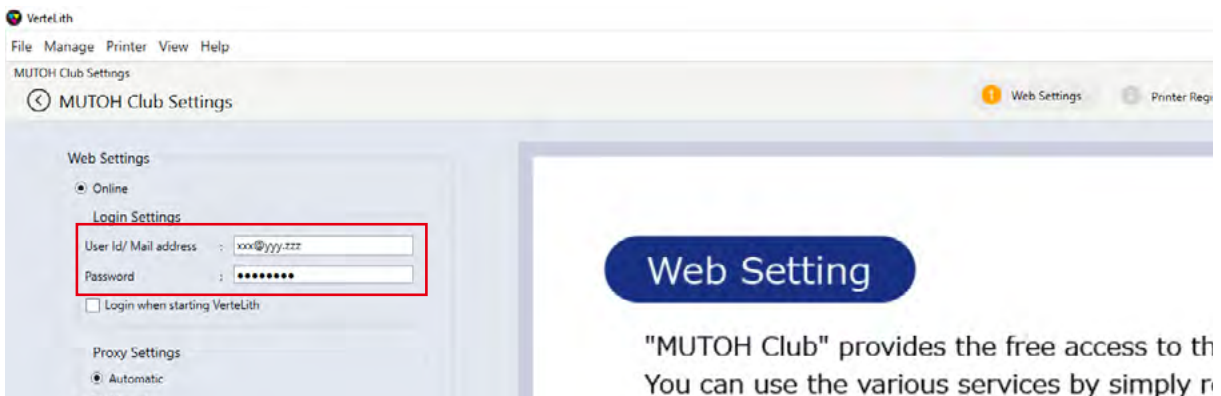 VerteLith
File Manage Printer View Help
MUTOH Club Settings
MUTOH Club Settings
1 Web Settings Printer Regi
Web Settings
Online
Login Settings
User Id/ Mail address : xxx@yyy.zzz
Password : ●●●●●●●●
Login when starting VerteLith
Proxy Settings
Automatic
Web Setting
"MUTOH Club" provides the free access to th
You can use the various services by simply r